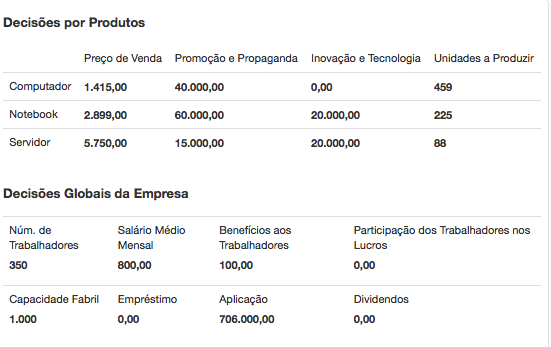 Decisões por Produtos
Preço de Venda Promoção e Propaganda Inovação e Tecnologia Unidades a Produzir
Computador 1.415,00 40.000,00 0,00 459
Notebook 2.899,00 60.000,00 20.000,00 225
Servidor 5.750,00 15.000,00 20.000,00 88
Decisões Globais da Empresa
Núm. de Salário Médio Benefícios aos Participação dos Trabalhadores nos
Trabalhadores Mensal Trabalhadores Lucros
350 800,00 100,00 0,00
Capacidade Fabril Empréstimo Aplicação Dividendos
1.000 0,00 706.000,00 0,00